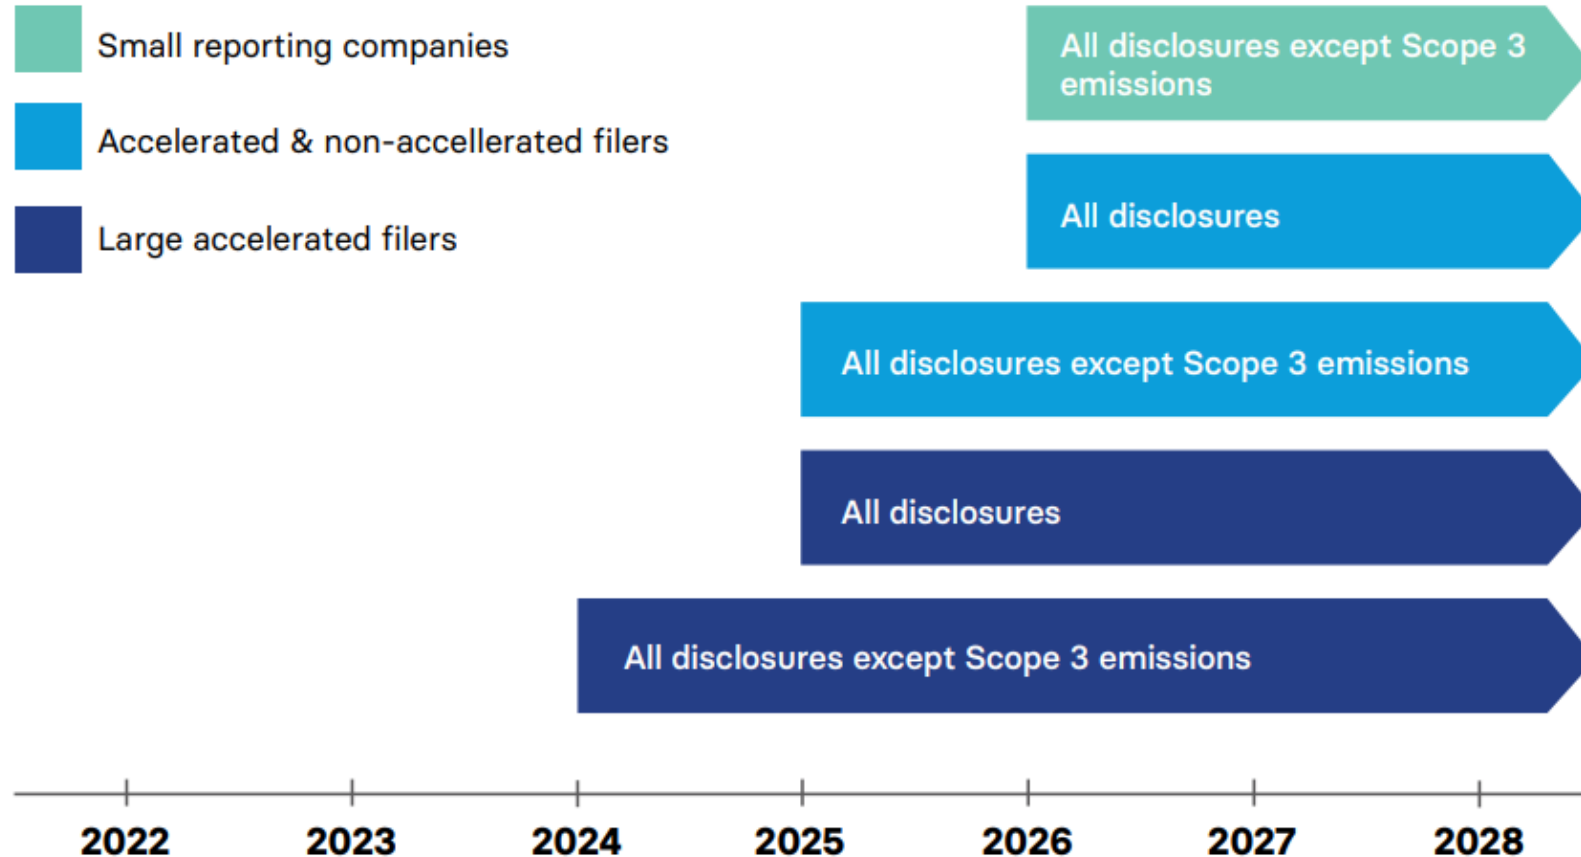 Small reporting companies
Accelerated & non-accellerated filers
Large accelerated filers
All disclosures except Scope 3
emissions
All disclosures
All disclosures except Scope 3 emissions
All disclosures
All disclosures except Scope 3 emissions
2022 2023 2024 2025 2026 2027 2028